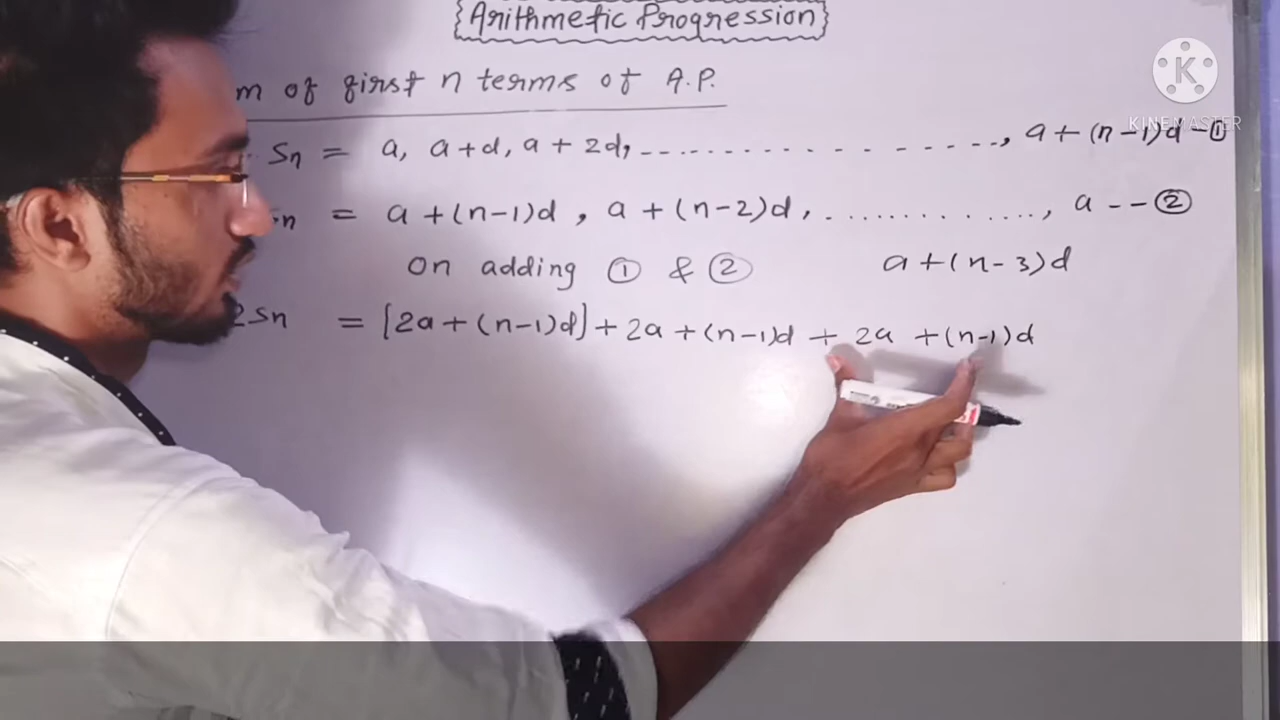 Arithmetic Progression
m of first n terms of A.P.
Sn = a, a+d, a + 2d, ----------------, a + (n-1)d - ①
n = a + (n-1)d , a + (n-2)d , .............., a -- ②
On adding ① & ②
a + (n-3)d
2Sn = [2a + (n-1)d] + 2a + (n-1)d + 2a + (n-1)d
K
KINEMASTER